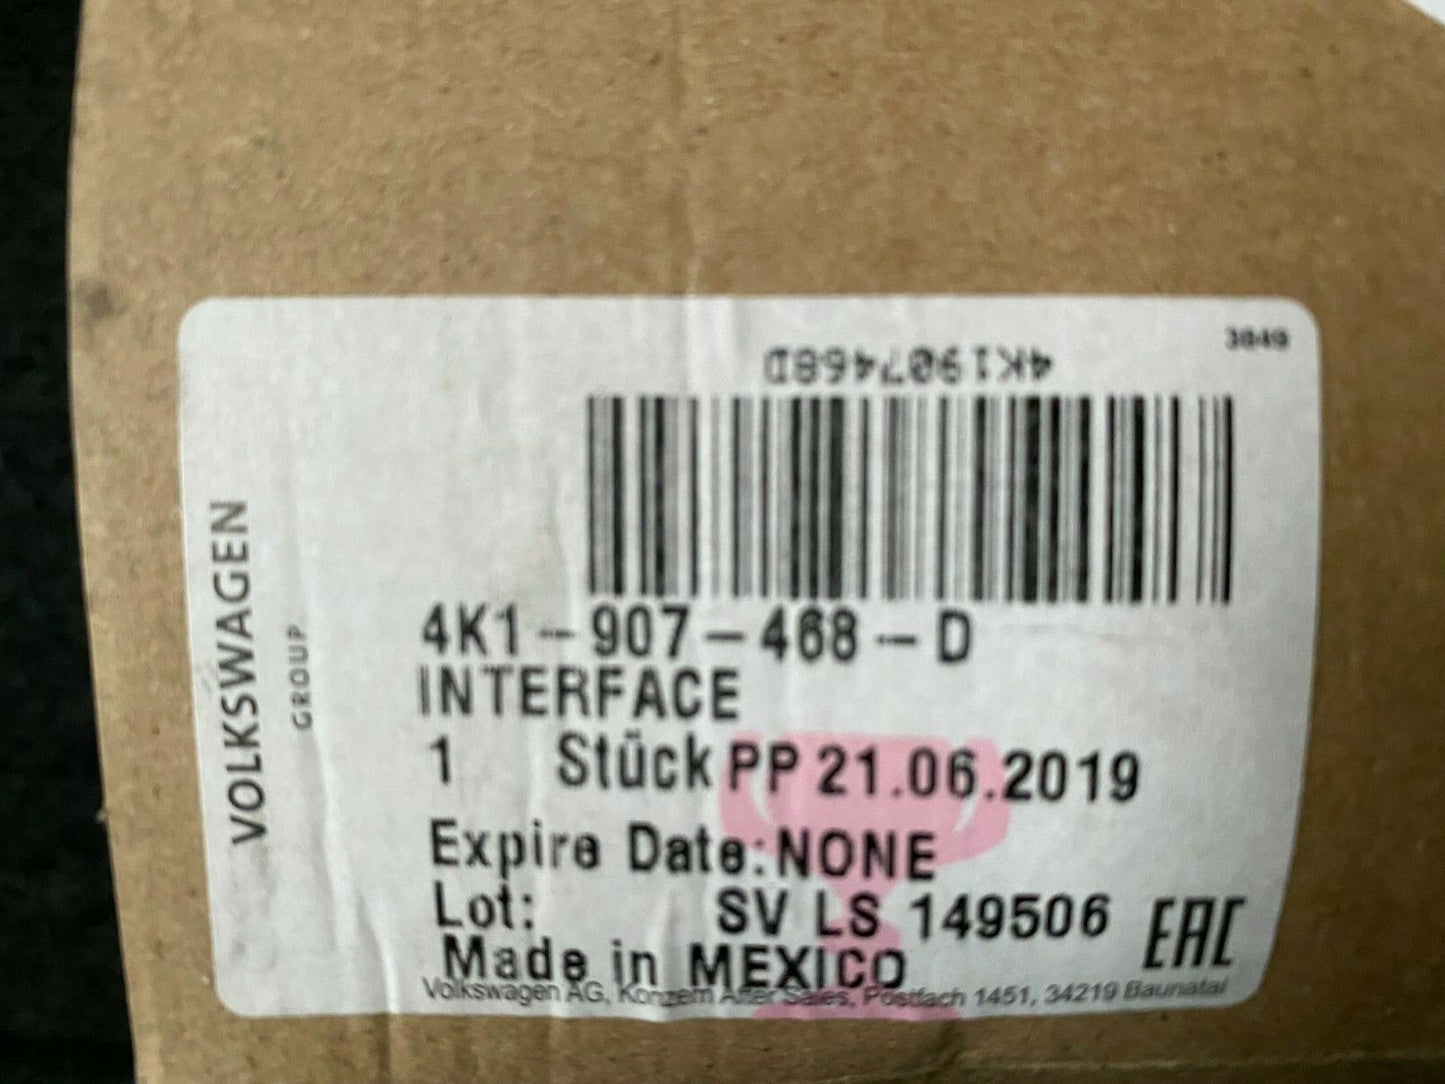 3849
4K1907468D
VOLKSWAGEN
GROUP
4K1-907-468-D
INTERFACE
1 Stück PP 21.06.2019
Expire Date:NONE
Lot: SV LS 149506
EAC
Made in MEXICO
Volkswagen AG, Konzern After Sales, Postfach 1451, 34219 Baunatal